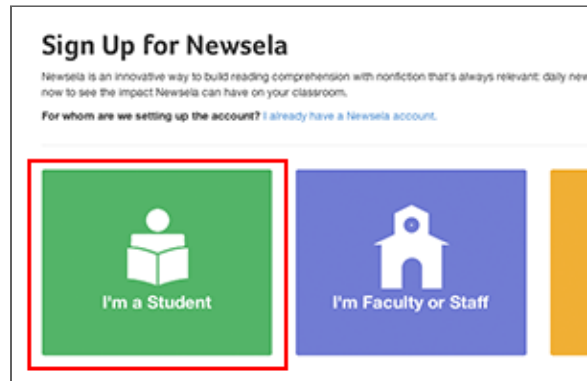 Sign Up for Newsela
Newsela is an innovative way to build reading comprehension with nonfiction that's always relevant: daily new
now to see the impact Newsela can have on your classroom.
For whom are we setting up the account? I already have a Newsela account.
I'm a Student
I'm Faculty or Staff